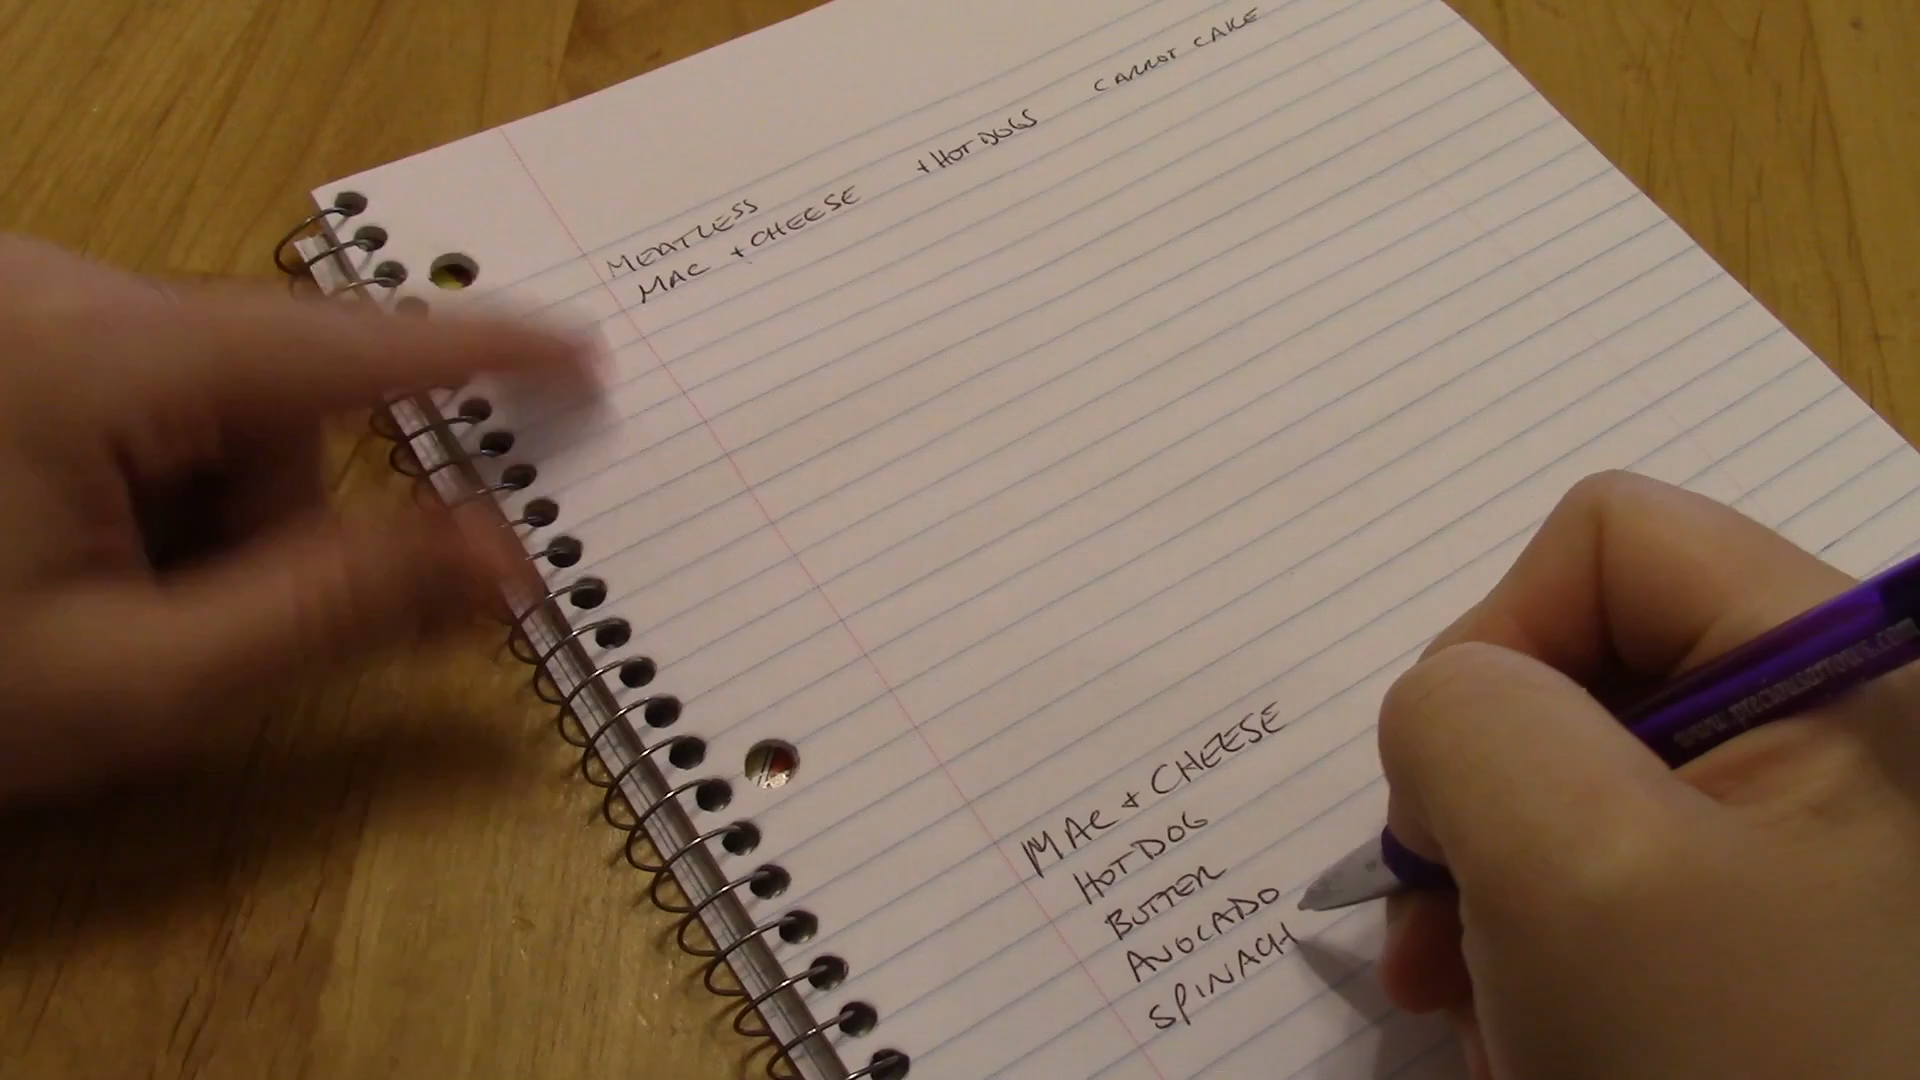 MEATLESS
MAC + CHEESE + HOT DOGS CARROT CAKE
MAC + CHEESE
HOT DOG
BUTTER
AVOCADO
SPINACH